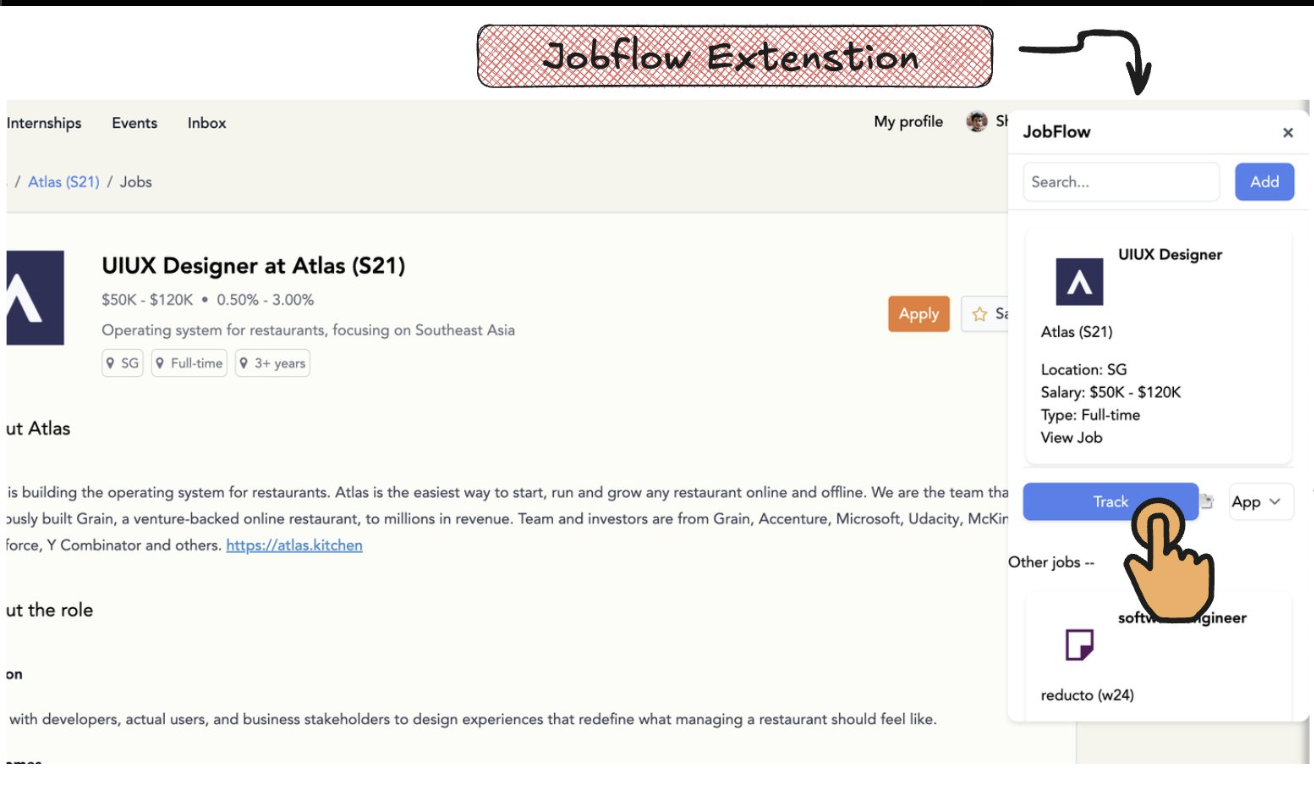 Jobflow Extenstion
Internships Events Inbox
My profile
JobFlow ×
/ Atlas (S21) / Jobs
Search... Add
UIUX Designer at Atlas (S21)
$50K - $120K • 0.50% - 3.00%
Operating system for restaurants, focusing on Southeast Asia
SG Full-time 3+ years
Apply
UIUX Designer
Atlas (S21)
Location: SG
Salary: $50K - $120K
Type: Full-time
View Job
Track App
Other jobs --
reducto (w24)
ut Atlas
is building the operating system for restaurants. Atlas is the easiest way to start, run and grow any restaurant online and offline. We are the team tha
ously built Grain, a venture-backed online restaurant, to millions in revenue. Team and investors are from Grain, Accenture, Microsoft, Udacity, McKin
force, Y Combinator and others. https://atlas.kitchen
ut the role
on
with developers, actual users, and business stakeholders to design experiences that redefine what managing a restaurant should feel like.